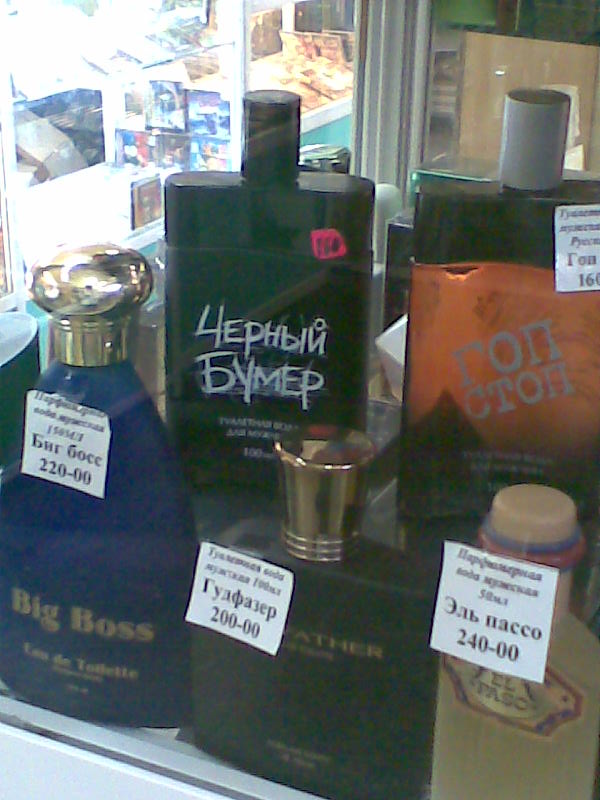 ЧЕРНЫЙ
БУМЕР
ТУАЛЕТНАЯ ВОДА
ДЛЯ МУЖЧИН
ГОП
СТОП
Туалетн
мужская
Русск
Гоп
160
Парфюмерная
вода мужская
150МЛ
Биг босс
220-00
Big Boss
Eau de Toilette
Туалетная вода
мужская 100мл
Гудфазер
200-00
ATHER
Парфюмерная
вода мужская
50мл
Эль пассо
240-00
EL
PASO